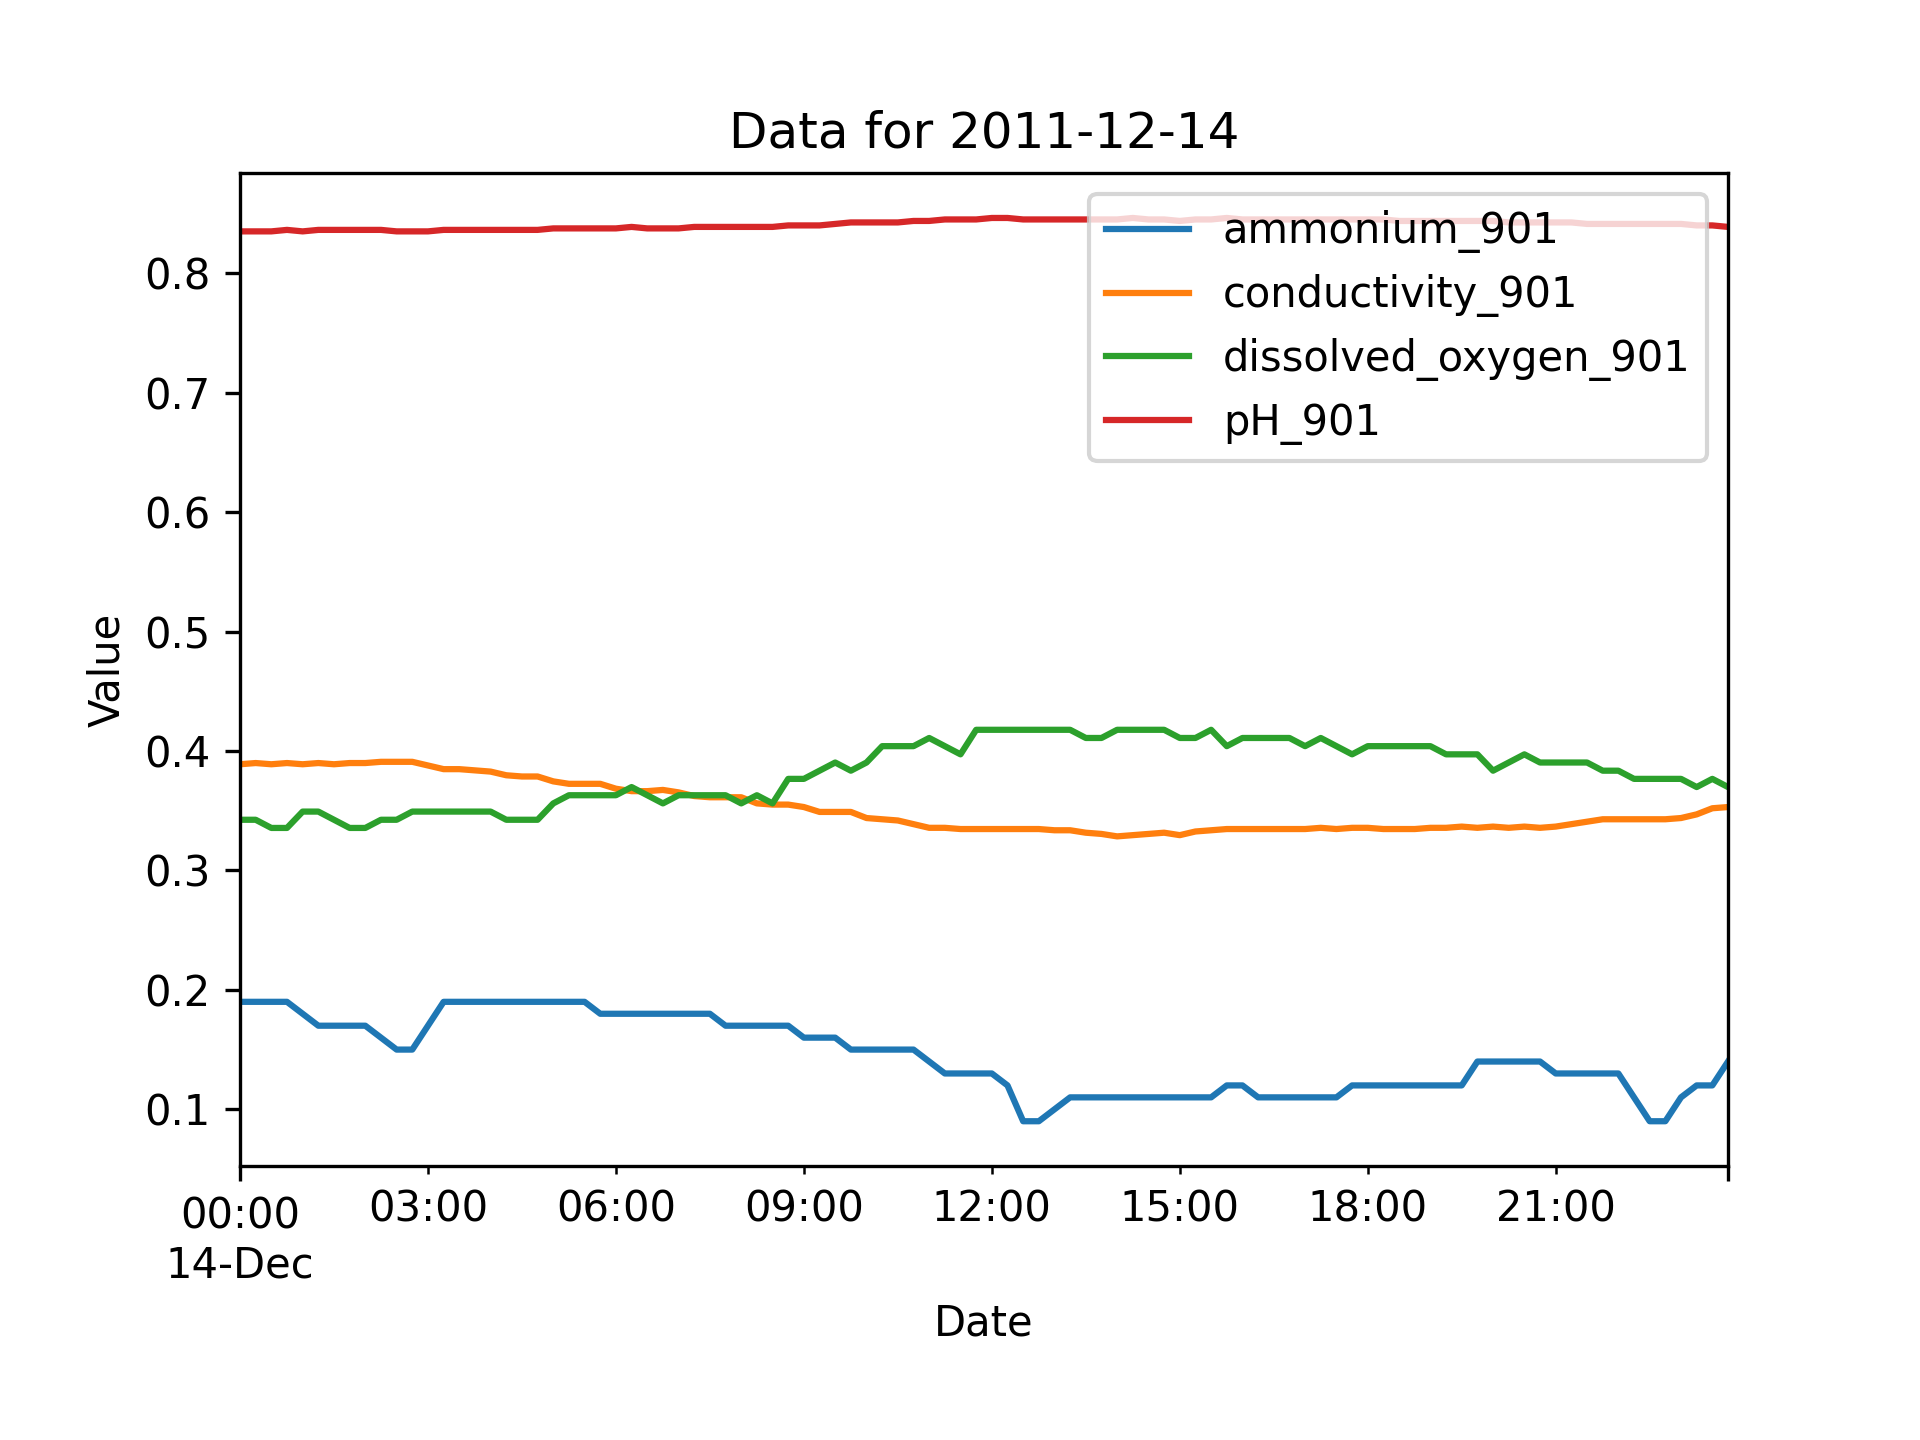 Data for 2011-12-14
ammonium_901
conductivity_901
dissolved_oxygen_901
pH_901
Value
0.8
0.7
0.6
0.5
0.4
0.3
0.2
0.1
00:00 03:00 06:00 09:00 12:00 15:00 18:00 21:00
14-Dec
Date